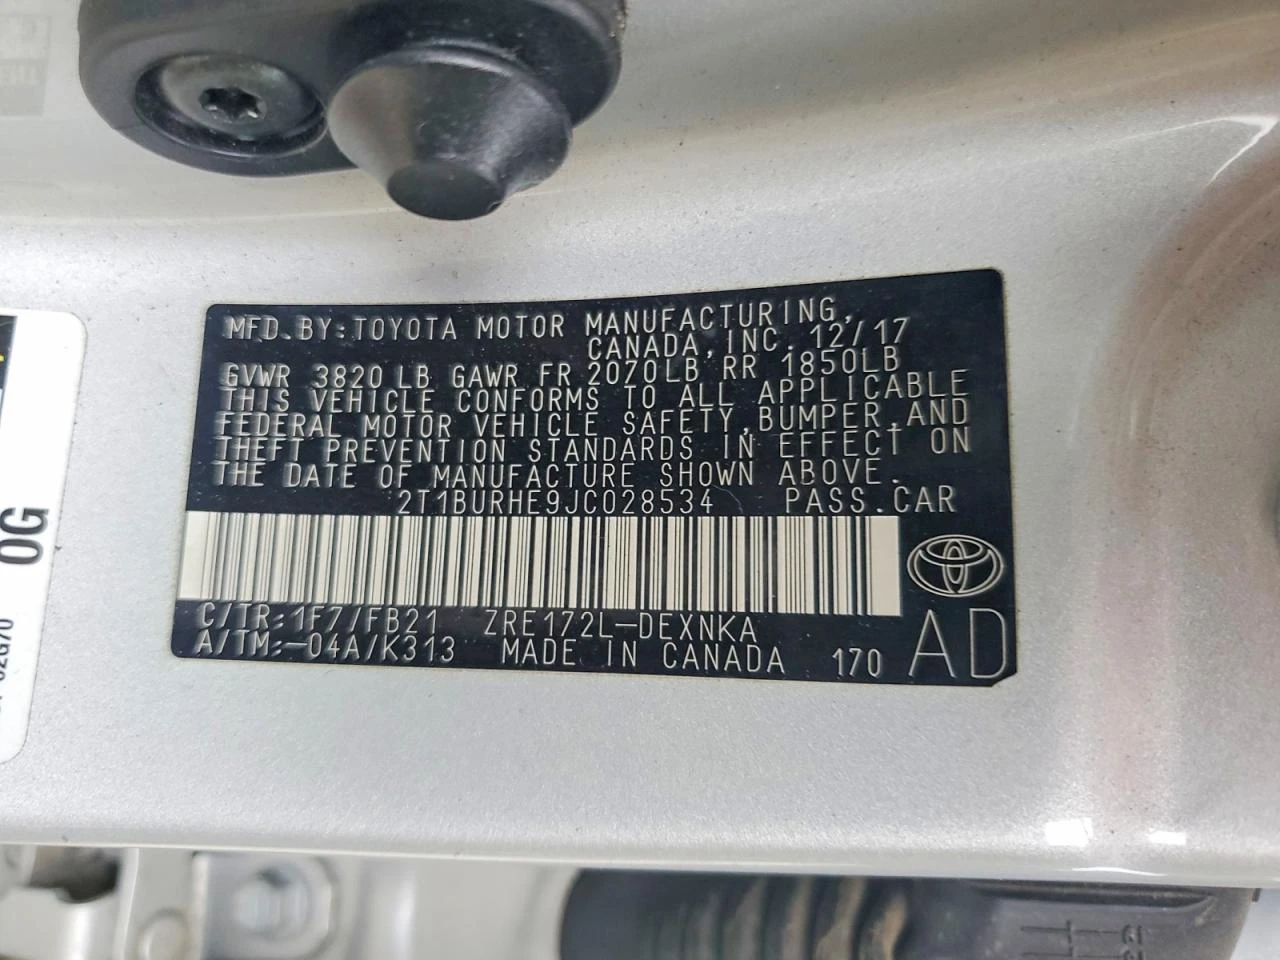 MFD.BY:TOYOTA MOTOR MANUFACTURING,
CANADA,INC. 12/17
GVWR 3820 LB GAWR FR 2070LB RR 1850LB
THIS VEHICLE CONFORMS TO ALL APPLICABLE
FEDERAL MOTOR VEHICLE SAFETY,BUMPER,AND
THEFT PREVENTION STANDARDS IN EFFECT ON
THE DATE OF MANUFACTURE SHOWN ABOVE.
2T1BURHE9JC028534 PASS.CAR
C/TR:1F7/FB21 ZRE172L-DEXNKA
A/TM:-04A/K313 MADE IN CANADA 170 AD
0G